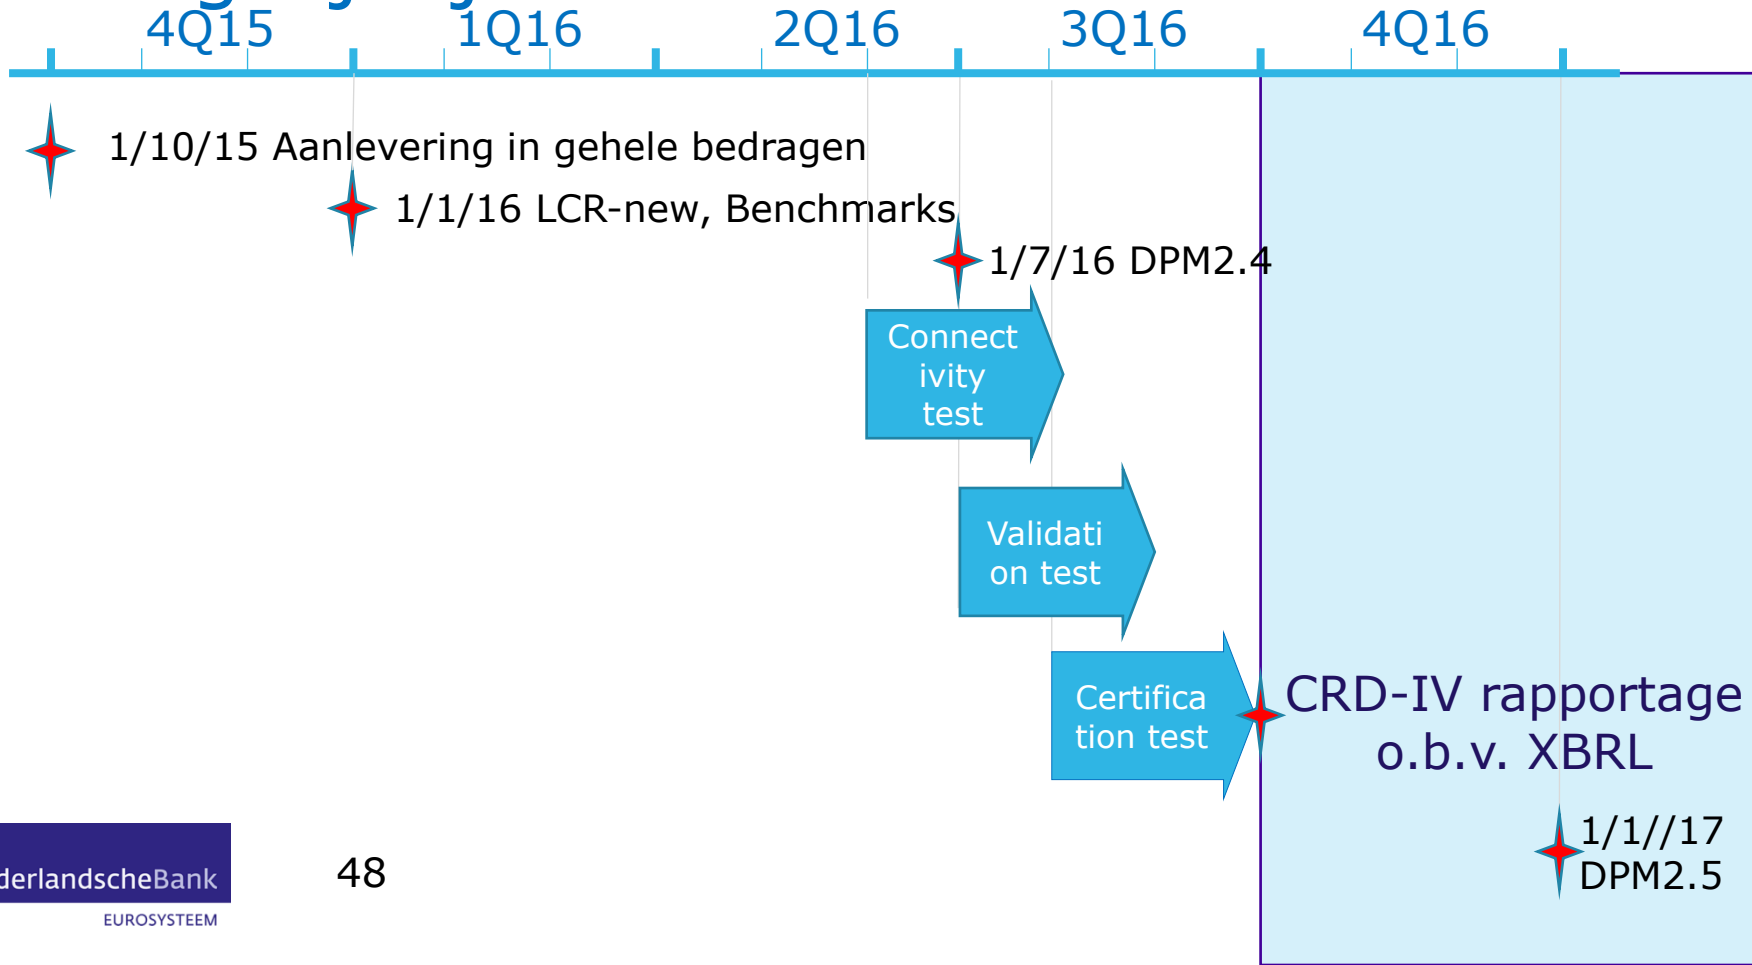 4Q15 1Q16 2Q16 3Q16 4Q16
1/10/15 Aanlevering in gehele bedragen
1/1/16 LCR-new, Benchmarks
1/7/16 DPM2.4
Connect
ivity
test
Validati
on test
Certifica
tion test
CRD-IV rapportage
o.b.v. XBRL
1/1//17
DPM2.5
derlandscheBank
EUROSYSTEEM
48